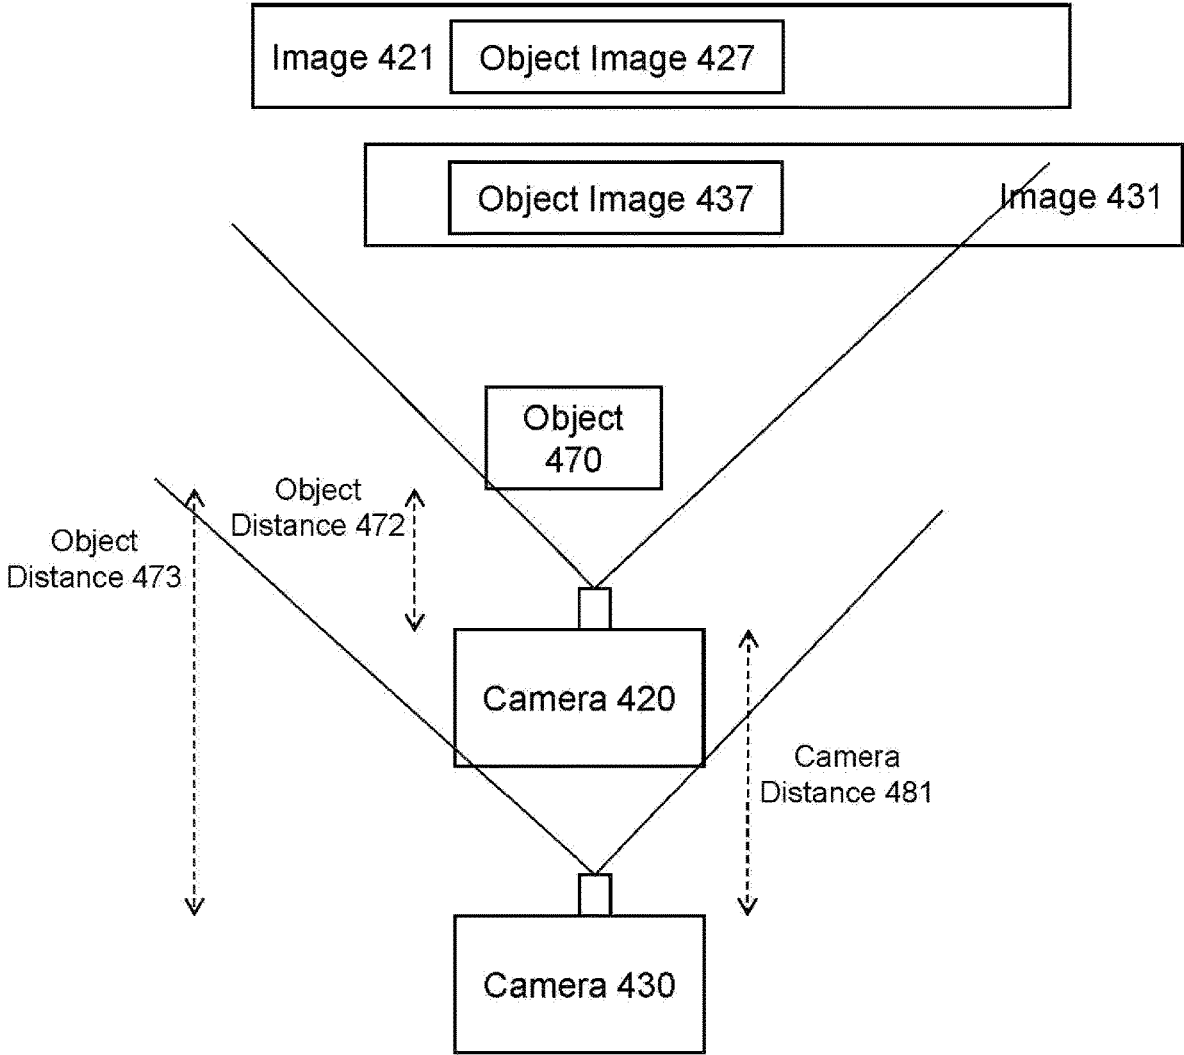 Image 421
Object Image 427
Object Image 437
Image 431
Object
470
Object
Distance 472
Object
Distance 473
Camera 420
Camera
Distance 481
Camera 430